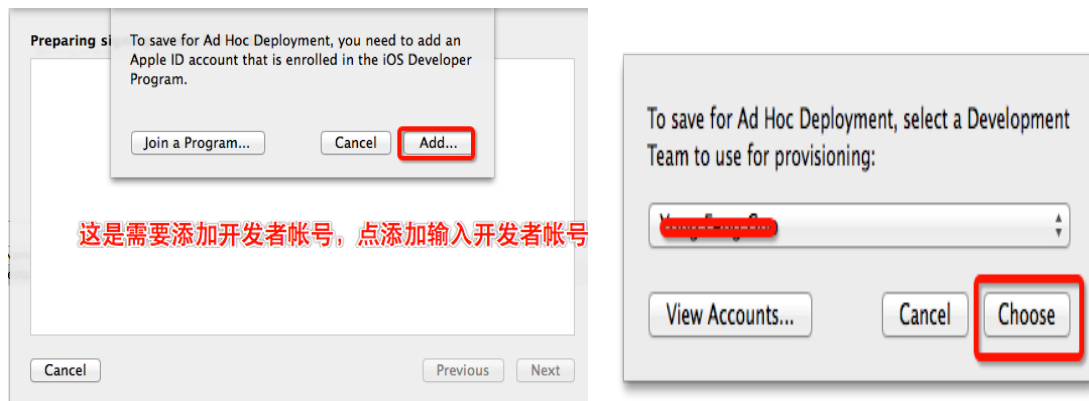 Preparing si
To save for Ad Hoc Deployment, you need to add an
Apple ID account that is enrolled in the iOS Developer
Program.
Join a Program...
Cancel
Add...
这是需要添加开发者帐号，点添加输入开发者帐号
Cancel
Previous
Next
To save for Ad Hoc Deployment, select a Development
Team to use for provisioning:
View Accounts...
Cancel
Choose